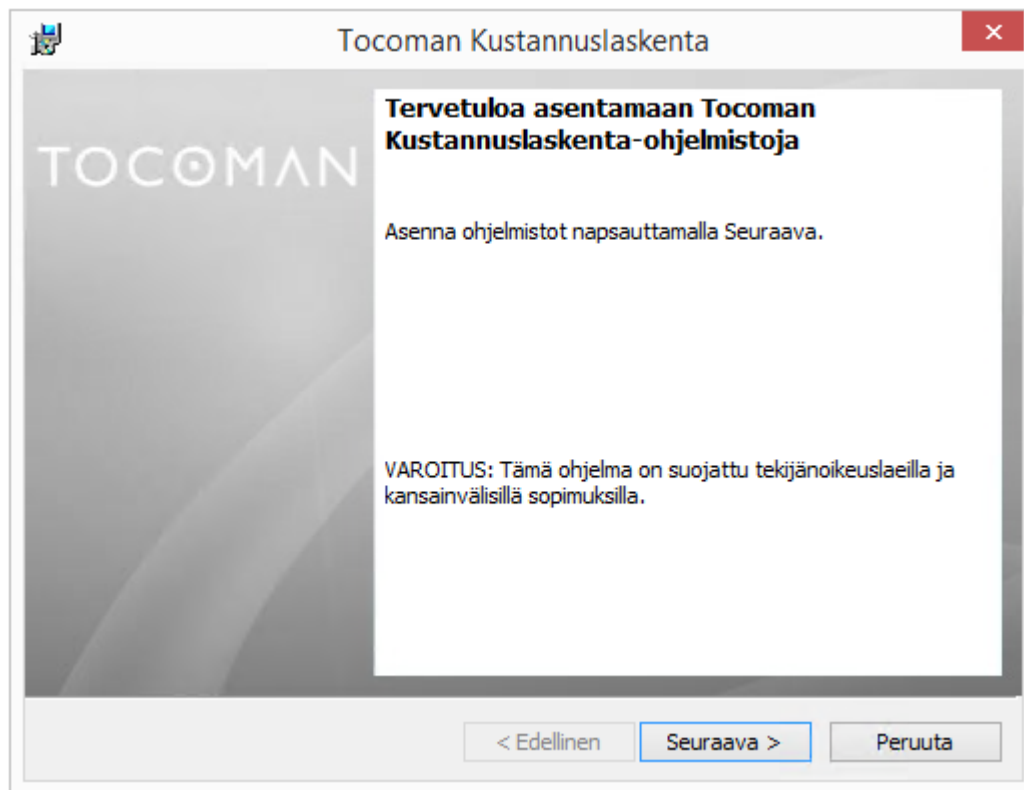 Tocoman Kustannuslaskenta
TOCOMAN
Tervetuloa asentamaan Tocoman
Kustannuslaskenta-ohjelmistoja
Asenna ohjelmistot napsauttamalla Seuraava.
VAROITUS: Tämä ohjelma on suojattu tekijänoikeuslaeilla ja
kansainvälisillä sopimuksilla.
< Edellinen
Seuraava >
Peruuta